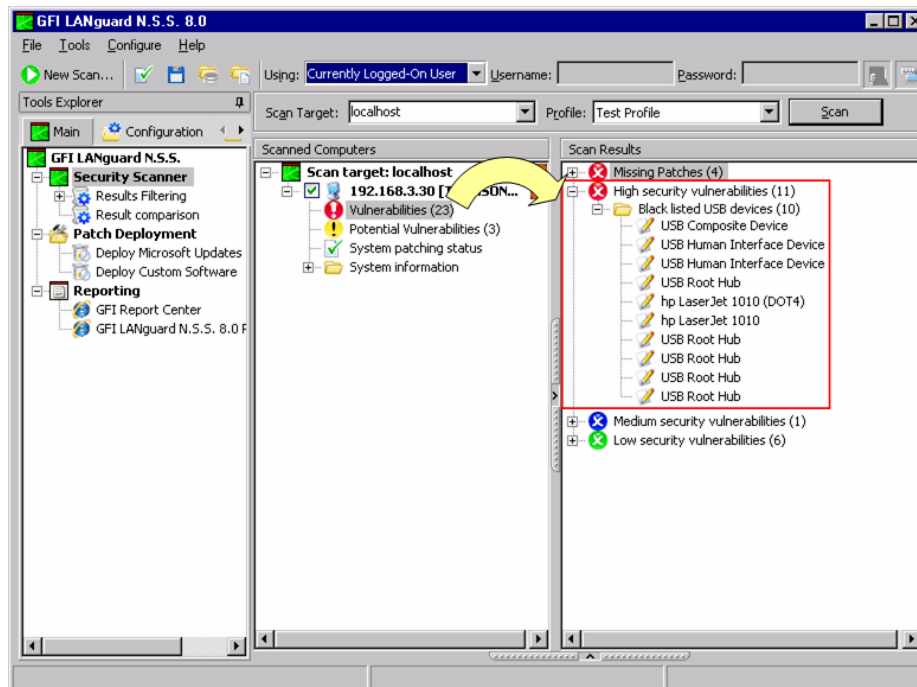 GFI LANguard N.S.S. 8.0
File Tools Configure Help
New Scan... Using: Currently Logged-On User Username: Password:
Tools Explorer
Main Configuration
GFI LANguard N.S.S.
Security Scanner
Results Filtering
Result comparison
Patch Deployment
Deploy Microsoft Updates
Deploy Custom Software
Reporting
GFI Report Center
GFI LANguard N.S.S. 8.0 R
Scan Target: localhost Profile: Test Profile Scan
Scanned Computers
Scan target: localhost
192.168.3.30
Vulnerabilities (23)
Potential Vulnerabilities (3)
System patching status
System information
Scan Results
Missing Patches (4)
High security vulnerabilities (11)
Black listed USB devices (10)
USB Composite Device
USB Human Interface Device
USB Human Interface Device
USB Root Hub
hp LaserJet 1010 (DOT4)
hp LaserJet 1010
USB Root Hub
USB Root Hub
USB Root Hub
USB Root Hub
Medium security vulnerabilities (1)
Low security vulnerabilities (6)